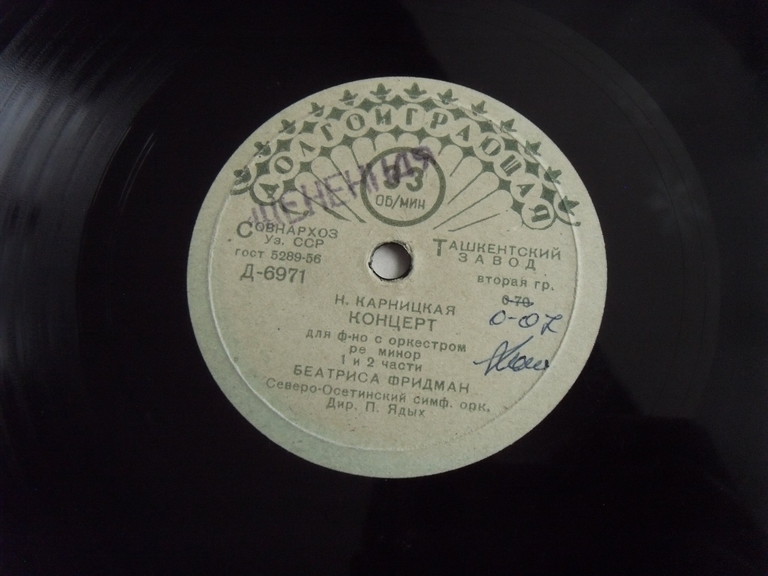 ДОЛГОИГРАЮЩАЯ
33
ОБ/МИН
УЦЕНЕННАЯ
СОВНАРХОЗ
Уз. ССР
ГОСТ 5289-56
Д-6971
ТАШКЕНТСКИЙ
ЗАВОД
вторая гр.
0-70
0-07
Н. КАРНИЦКАЯ
КОНЦЕРТ
для ф-но с оркестром
ре минор
1 и 2 части
БЕАТРИСА ФРИДМАН
Северо-Осетинский симф. орк.
Дир. П. Ядых